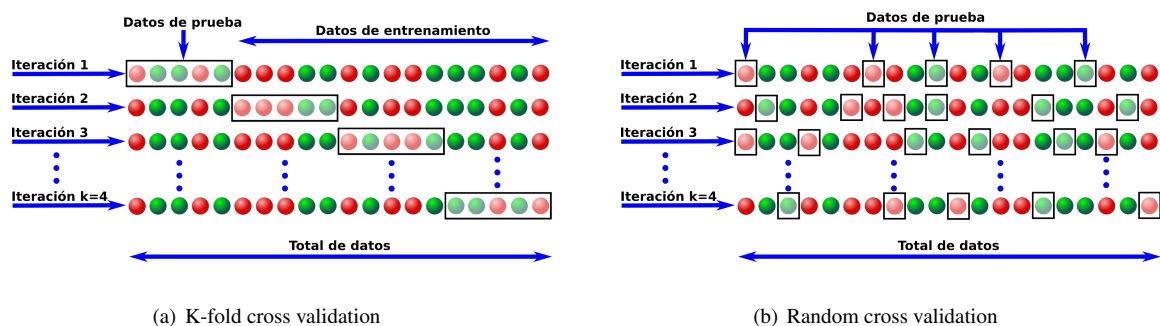 Datos de prueba
Datos de entrenamiento
Iteración 1
Iteración 2
Iteración 3
Iteración k=4
Total de datos
(a) K-fold cross validation
Datos de prueba
Iteración 1
Iteración 2
Iteración 3
Iteración k=4
Total de datos
(b) Random cross validation